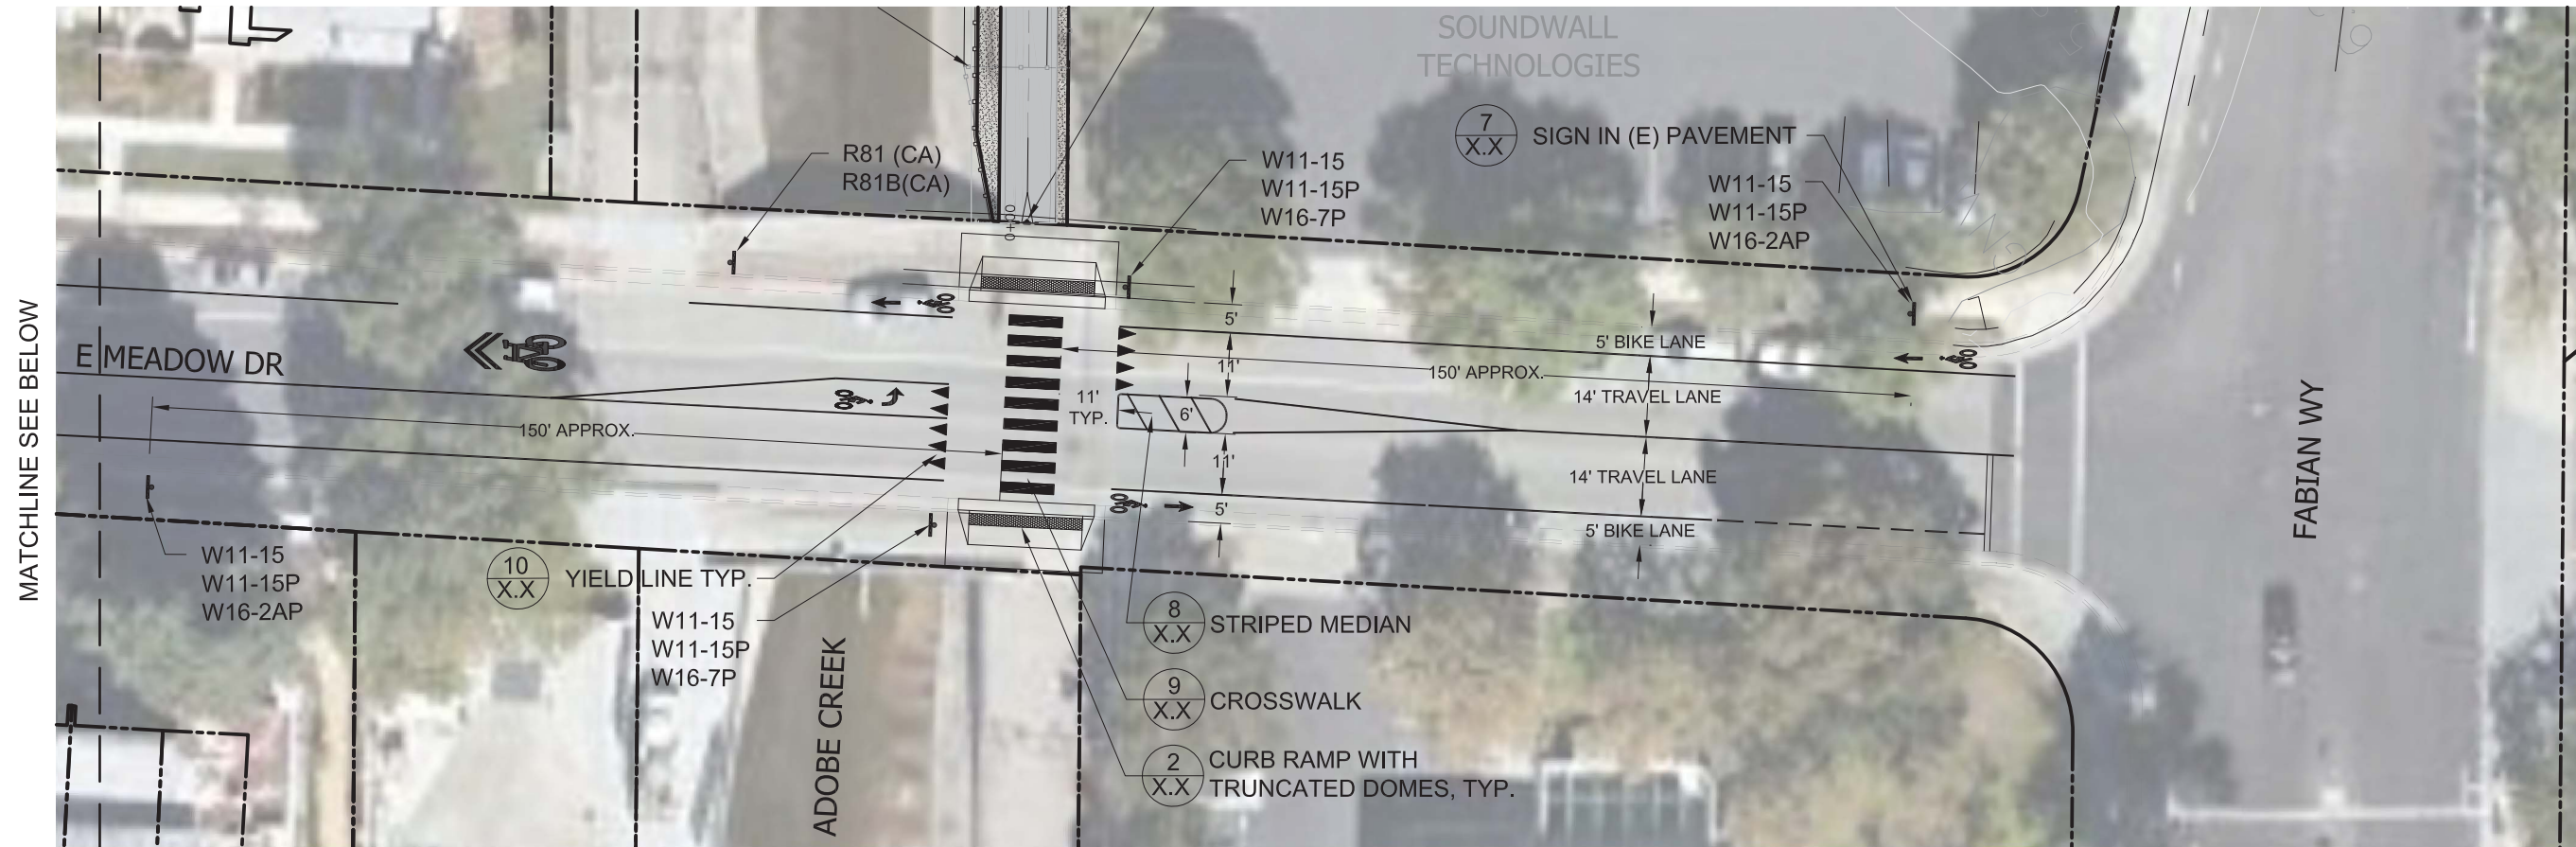 SOUNDWALL
TECHNOLOGIES
7
X.X
SIGN IN (E) PAVEMENT
R81 (CA)
R81B(CA)
W11-15
W11-15P
W16-7P
W11-15
W11-15P
W16-2AP
0+00
MATCHLINE SEE BELOW
E MEADOW DR
5'
11'
150' APPROX.
5' BIKE LANE
14' TRAVEL LANE
11'
TYP.
6'
150' APPROX.
11'
14' TRAVEL LANE
5'
5' BIKE LANE
FABIAN WY
W11-15
W11-15P
W16-2AP
10
X.X
YIELD LINE TYP.
W11-15
W11-15P
W16-7P
ADOBE CREEK
8
X.X
STRIPED MEDIAN
9
X.X
CROSSWALK
2
X.X
CURB RAMP WITH
TRUNCATED DOMES, TYP.